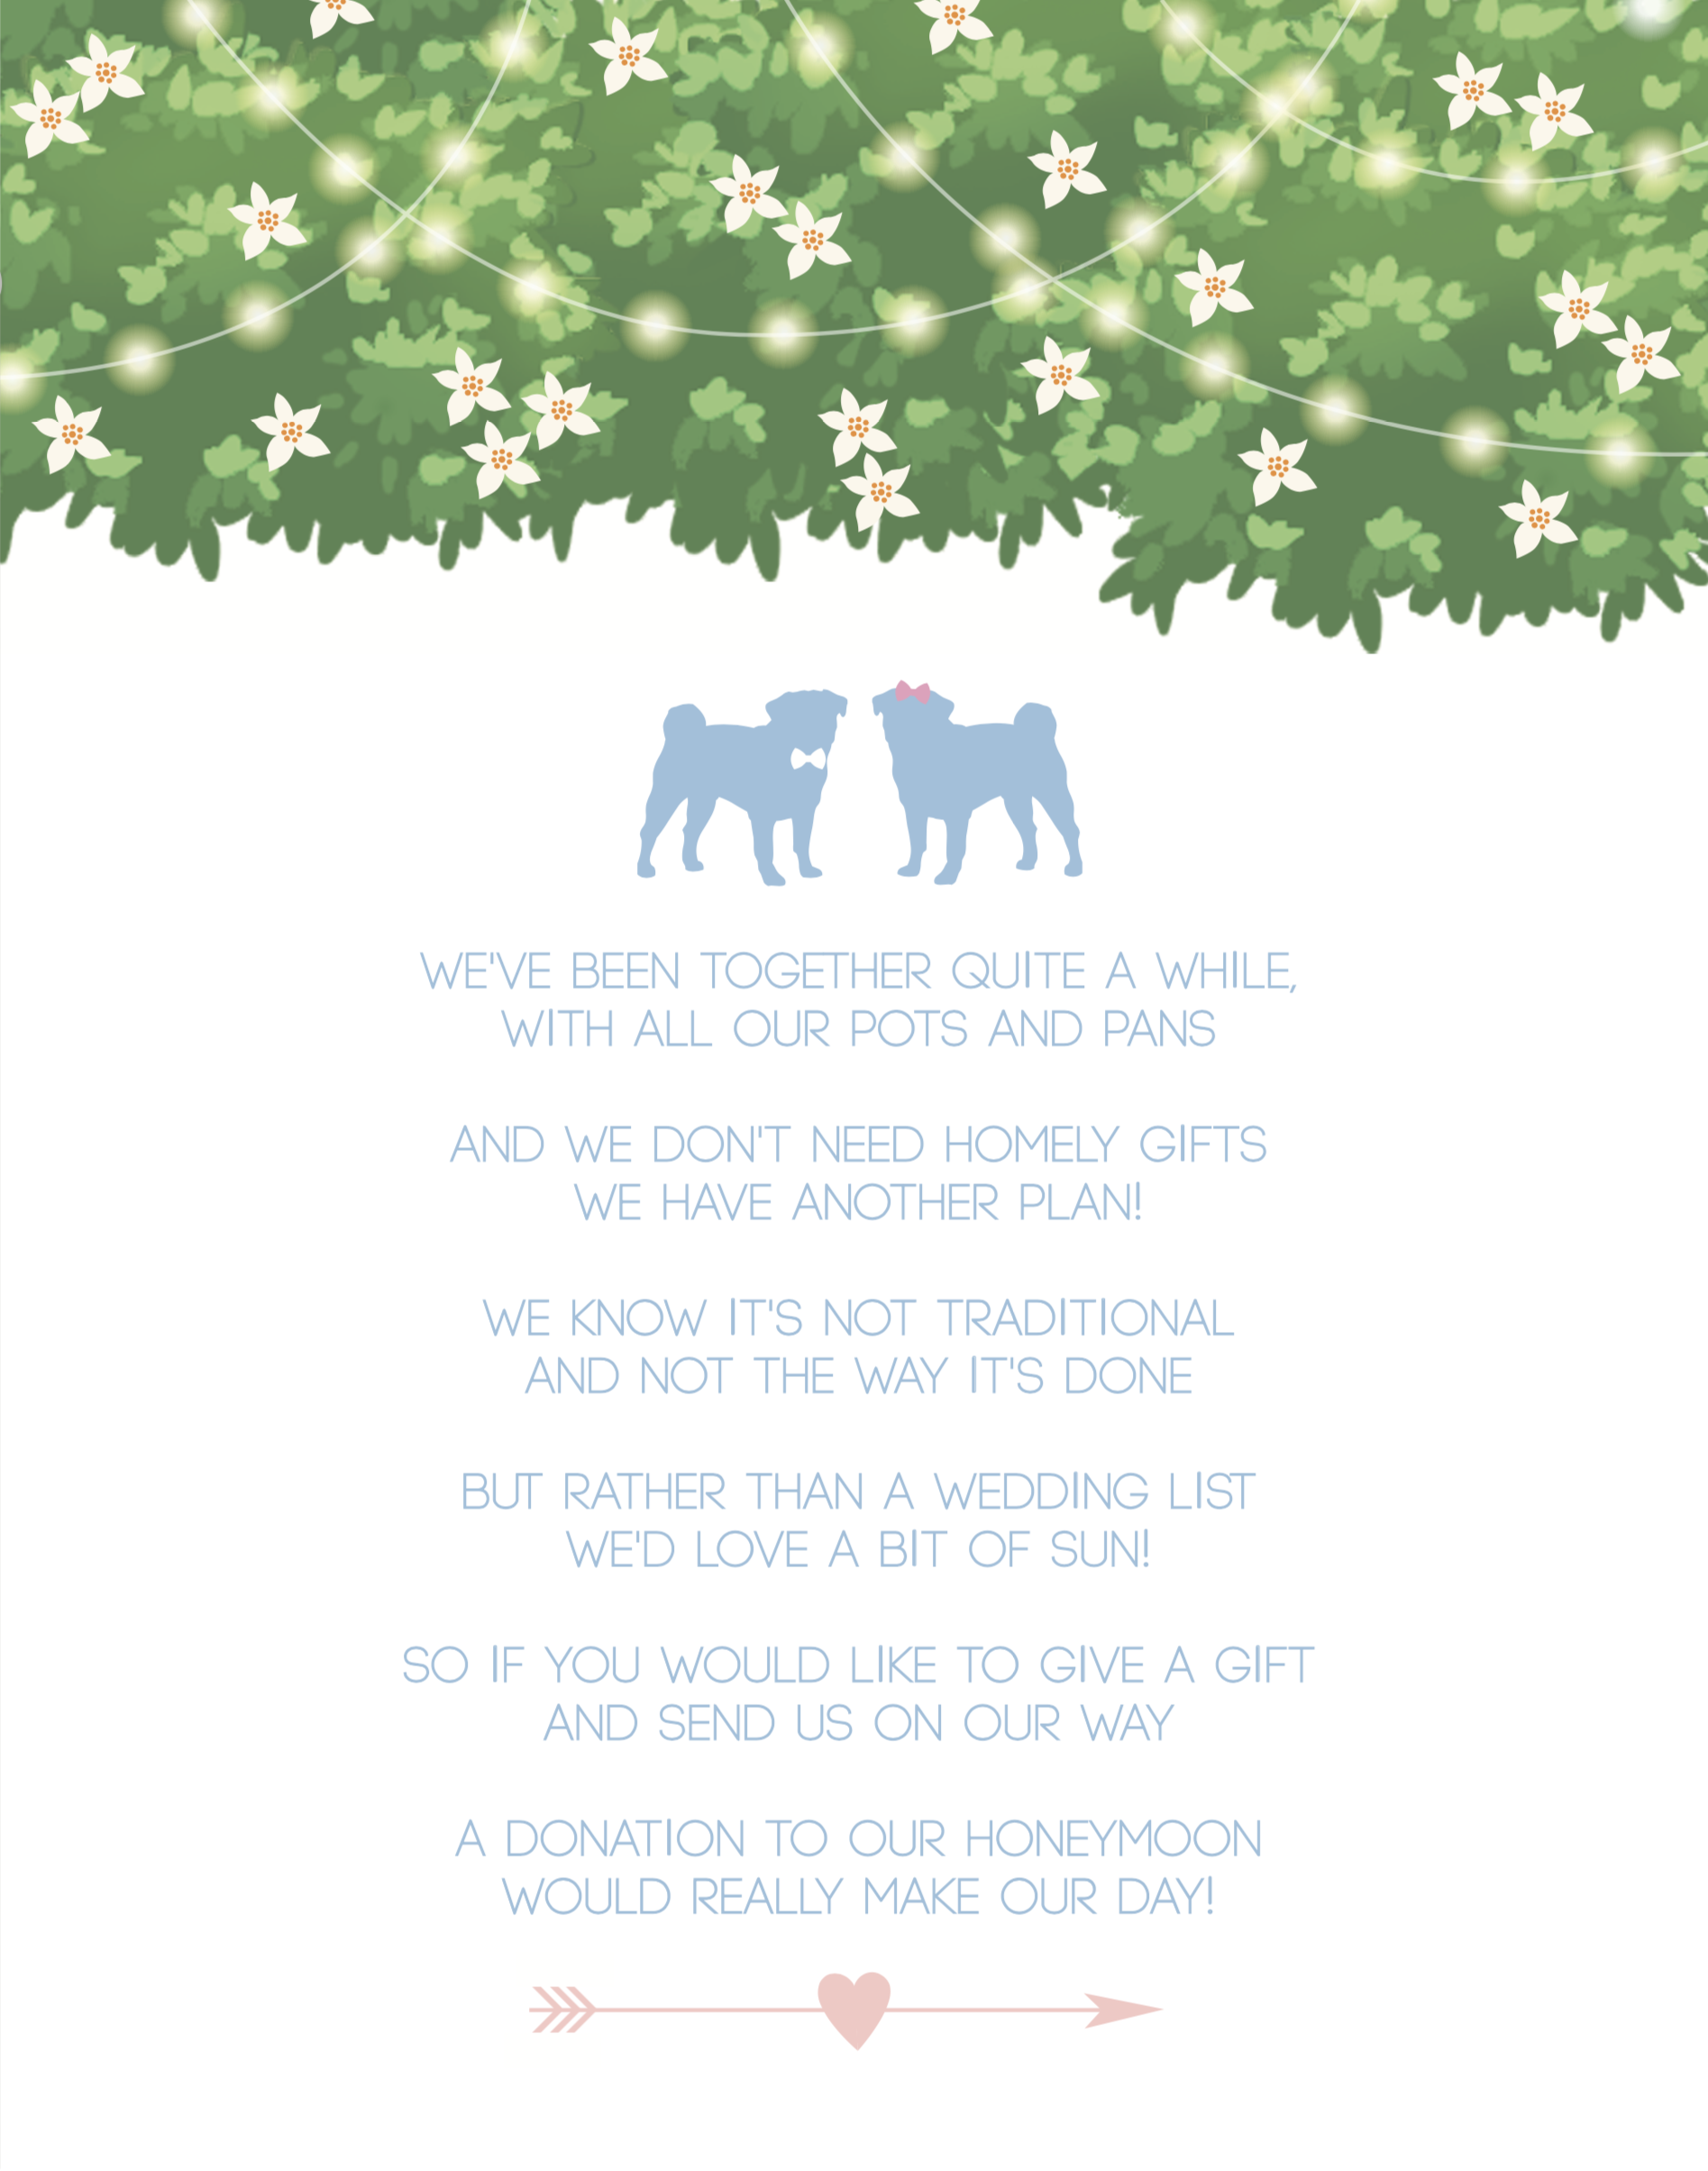 WE'VE BEEN TOGETHER QUITE A WHILE,
WITH ALL OUR POTS AND PANS
AND WE DON'T NEED HOMELY GIFTS
WE HAVE ANOTHER PLAN!
WE KNOW IT'S NOT TRADITIONAL
AND NOT THE WAY IT'S DONE
BUT RATHER THAN A WEDDING LIST
WE'D LOVE A BIT OF SUN!
SO IF YOU WOULD LIKE TO GIVE A GIFT
AND SEND US ON OUR WAY
A DONATION TO OUR HONEYMOON
WOULD REALLY MAKE OUR DAY!